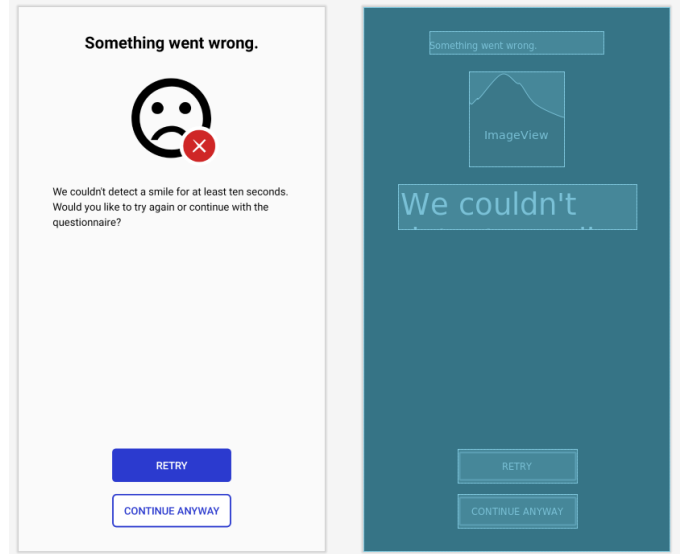 Something went wrong.
We couldn't detect a smile for at least ten seconds.
Would you like to try again or continue with the
questionnaire?
RETRY
CONTINUE ANYWAY
Something went wrong.
ImageView
We couldn't
RETRY
CONTINUE ANYWAY